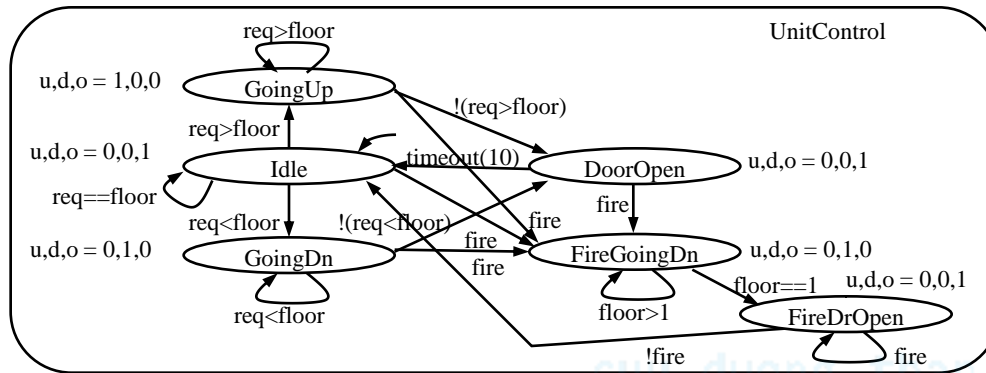 req>floor
UnitControl
u,d,o = 1,0,0
GoingUp
!(req>floor)
req>floor
u,d,o = 0,0,1
timeout(10)
Idle
DoorOpen
u,d,o = 0,0,1
req==floor
req<floor
!(req<floor)
fire
fire
u,d,o = 0,1,0
GoingDn
fire
fire
FireGoingDn
u,d,o = 0,1,0
floor==1
u,d,o = 0,0,1
req<floor
floor>1
FireDrOpen
!fire
fire